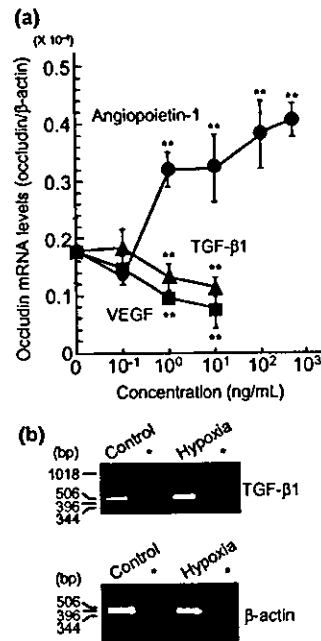 (a)
(X 10⁻⁴)
0.5
0.4
0.3
0.2
0.1
0
Occludin mRNA levels (occludin/β-actin)
Angiopoietin-1
** ** ** **
TGF-β1
** **
VEGF
** **
0 10⁻¹ 10⁰ 10¹ 10² 10³
Concentration (ng/mL)
(b)
(bp) Control * Hypoxia *
1018
506
396
344
TGF-β1
(bp) Control * Hypoxia *
506
396
344
β-actin